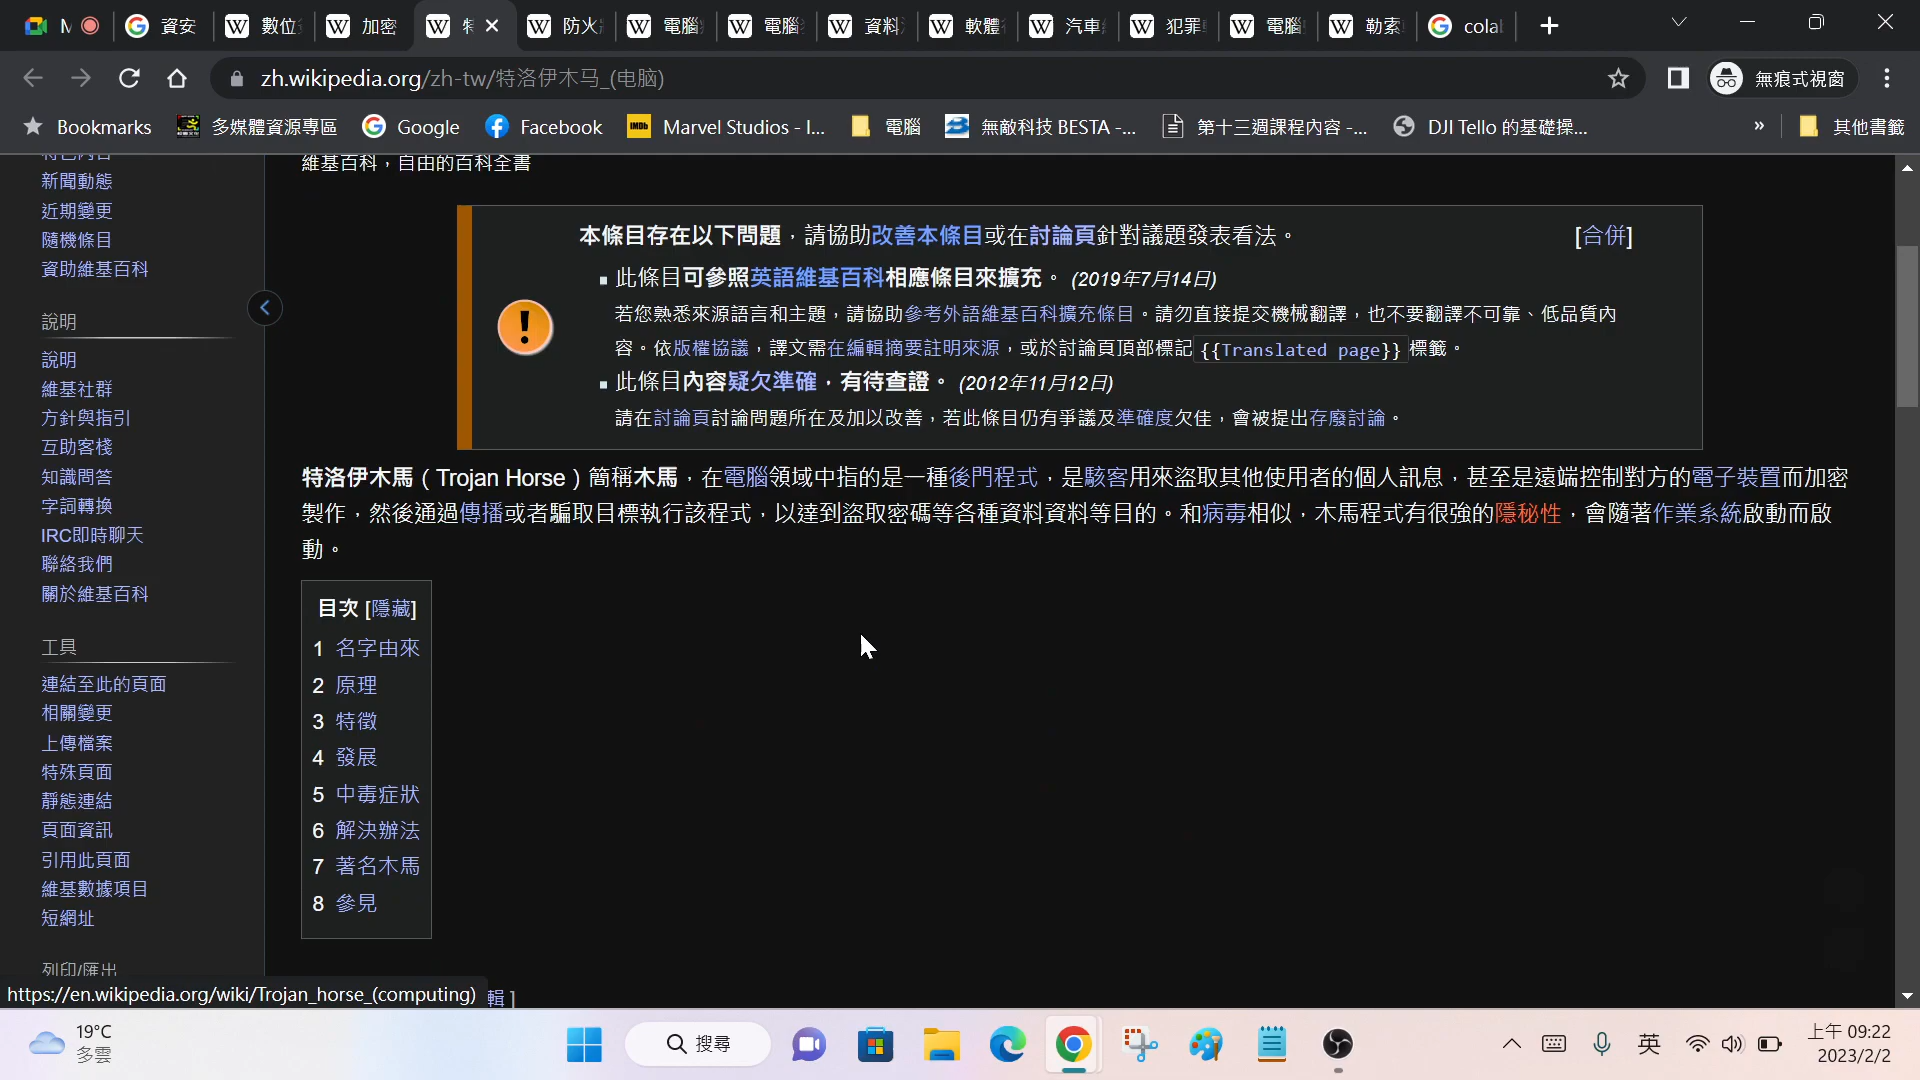 資安
數位
加密
特
防火
電腦
電腦
資料
軟體
汽車
犯罪
電腦
勒索
cola
zh.wikipedia.org/zh-tw/特洛伊木马_(电脑)
無痕式視窗
Bookmarks
多媒體資源專區
Google
Facebook
Marvel Studios - I...
電腦
無敵科技 BESTA -...
第十三週課程內容 -...
DJI Tello 的基礎操...
»
其他書籤
特色內容
新聞動態
近期變更
隨機條目
資助維基百科
說明
說明
維基社群
方針與指引
互助客棧
知識問答
字詞轉換
IRC即時聊天
聯絡我們
關於維基百科
工具
連結至此的頁面
相關變更
上傳檔案
特殊頁面
靜態連結
頁面資訊
引用此頁面
維基數據項目
短網址
列印/匯出
維基百科，自由的百科全書
本條目存在以下問題，請協助改善本條目或在討論頁針對議題發表看法。 [合併]
此條目可參照英語維基百科相應條目來擴充。 (2019年7月14日)
若您熟悉來源語言和主題，請協助參考外語維基百科擴充條目。請勿直接提交機械翻譯，也不要翻譯不可靠、低品質內
容。依版權協議，譯文需在編輯摘要註明來源，或於討論頁頂部標記{{Translated page}}標籤。
此條目內容疑欠準確，有待查證。 (2012年11月12日)
請在討論頁討論問題所在及加以改善，若此條目仍有爭議及準確度欠佳，會被提出存廢討論。
特洛伊木馬（Trojan Horse）簡稱木馬，在電腦領域中指的是一種後門程式，是駭客用來盜取其他使用者的個人訊息，甚至是遠端控制對方的電子裝置而加密
製作，然後通過傳播或者騙取目標執行該程式，以達到盜取密碼等各種資料資料等目的。和病毒相似，木馬程式有很強的隱秘性，會隨著作業系統啟動而啟
動。
目次 [隱藏]
1 名字由來
2 原理
3 特徵
4 發展
5 中毒症狀
6 解決辦法
7 著名木馬
8 參見
https://en.wikipedia.org/wiki/Trojan_horse_(computing)
輯 ]
19°C
多雲
搜尋
英
上午 09:22
2023/2/2